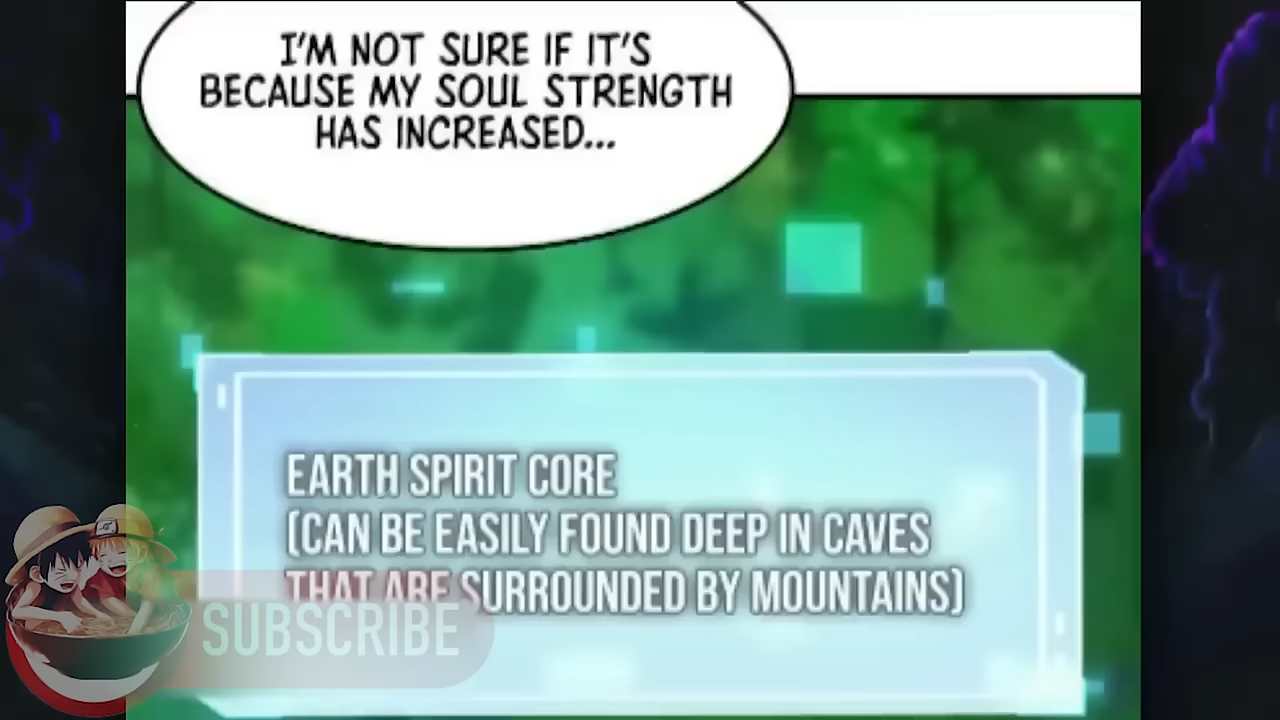 I'M NOT SURE IF IT'S
BECAUSE MY SOUL STRENGTH
HAS INCREASED...
EARTH SPIRIT CORE
(CAN BE EASILY FOUND DEEP IN CAVES
THAT ARE SURROUNDED BY MOUNTAINS)
SUBSCRIBE